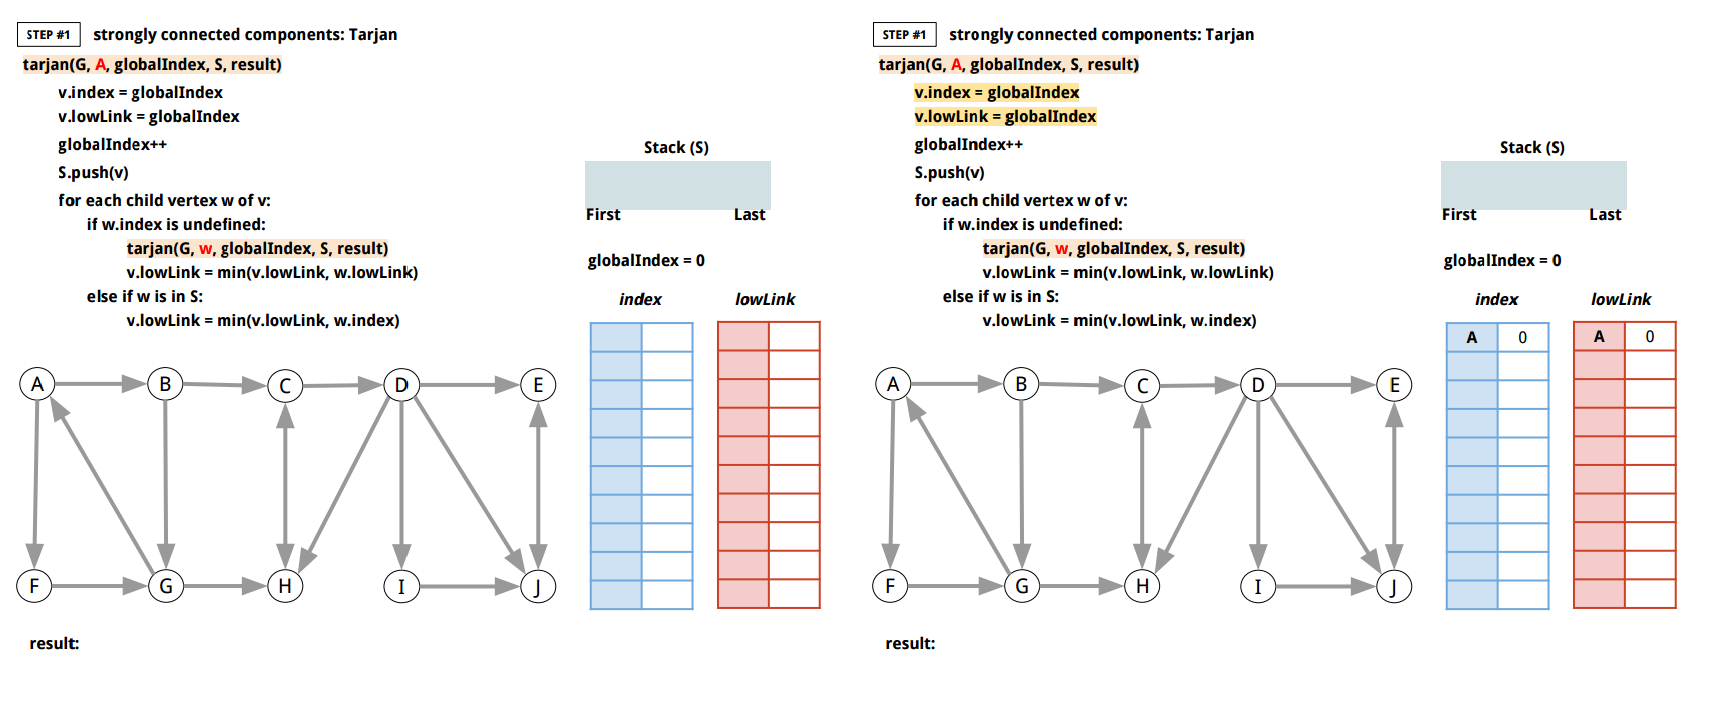 STEP #1 strongly connected components: Tarjan
tarjan(G, A, globalIndex, S, result)
v.index = globalIndex
v.lowLink = globalIndex
globalIndex++
S.push(v)
for each child vertex w of v:
if w.index is undefined:
tarjan(G, w, globalIndex, S, result)
v.lowLink = min(v.lowLink, w.lowLink)
else if w is in S:
v.lowLink = min(v.lowLink, w.index)
Stack (S)
First Last
globalIndex = 0
index lowLink
A B C D E
F G H I J
result:
STEP #1 strongly connected components: Tarjan
tarjan(G, A, globalIndex, S, result)
v.index = globalIndex
v.lowLink = globalIndex
globalIndex++
S.push(v)
for each child vertex w of v:
if w.index is undefined:
tarjan(G, w, globalIndex, S, result)
v.lowLink = min(v.lowLink, w.lowLink)
else if w is in S:
v.lowLink = min(v.lowLink, w.index)
Stack (S)
First Last
globalIndex = 0
index lowLink
A 0 A 0
A B C D E
F G H I J
result: